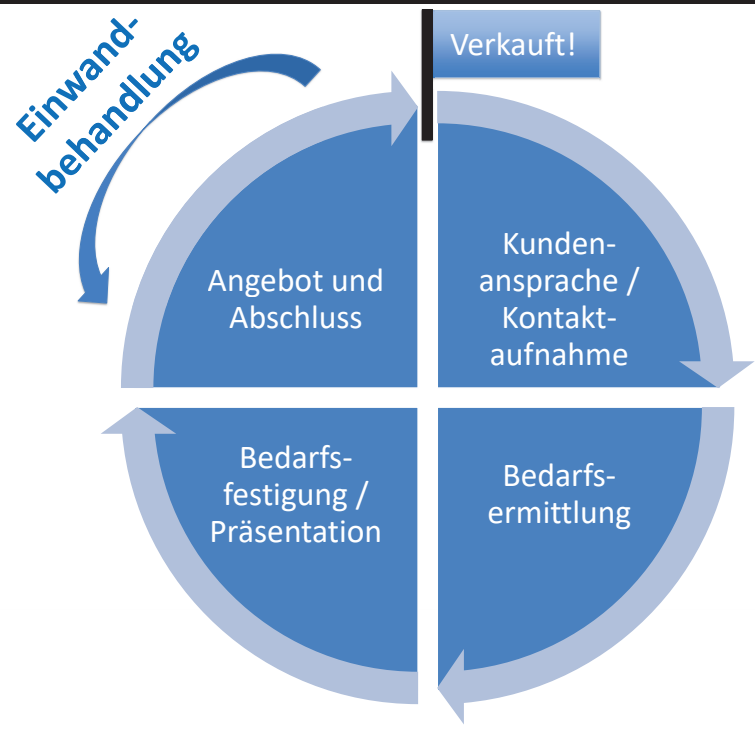 Einwand-
behandlung
Verkauft!
Kunden-
ansprache /
Kontakt-
aufnahme
Bedarfs-
ermittlung
Bedarfs-
festigung /
Präsentation
Angebot und
Abschluss